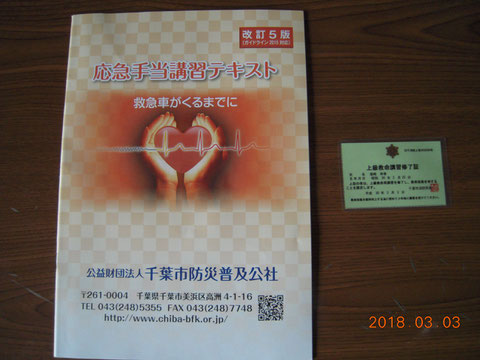 改訂5版
(ガイドライン2015対応)
応急手当講習テキスト
救急車がくるまでに
公益財団法人 千葉市防災普及公社
〒261-0004 千葉県千葉市美浜区高洲4-1-16
TEL 043(248)5355 FAX 043(248)7748
http://www.chiba-bfk.or.jp/
上級救命講習修了証
2018.03.03